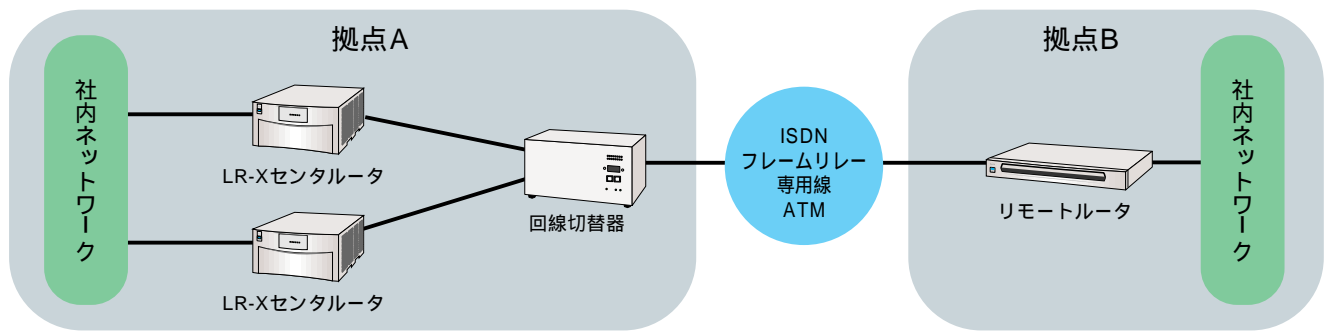 拠点A
社内ネットワーク
LR-Xセンタルータ
LR-Xセンタルータ
回線切替器
ISDN
フレームリレー
専用線
ATM
拠点B
リモートルータ
社内ネットワーク